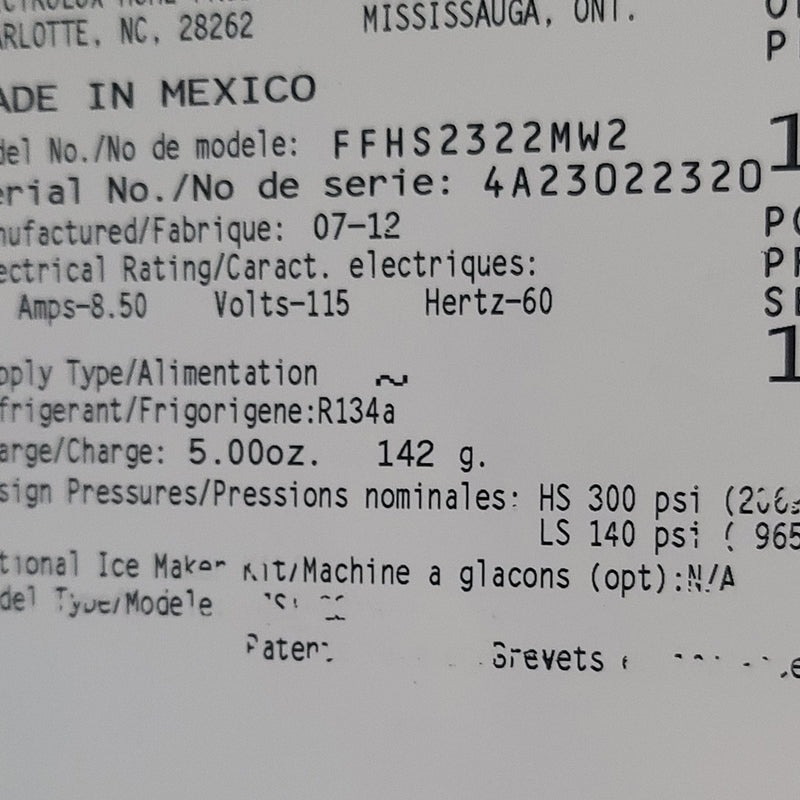 ARLOTTE, NC, 28262 MISSISSAUGA, ONT.
ADE IN MEXICO
del No./No de modele: FFHS2322MW2
erial No./No de serie: 4A23022320
nufactured/Fabrique: 07-12
ectrical Rating/Caract. electriques:
Amps-8.50 Volts-115 Hertz-60
pply Type/Alimentation ~
frigerant/Frigorigene:R134a
arge/Charge: 5.00oz. 142 g.
sign Pressures/Pressions nominales: HS 300 psi
LS 140 psi ( 965
tional Ice Maker Kit/Machine a glacons (opt):N/A
del Type/Modele
Grevets